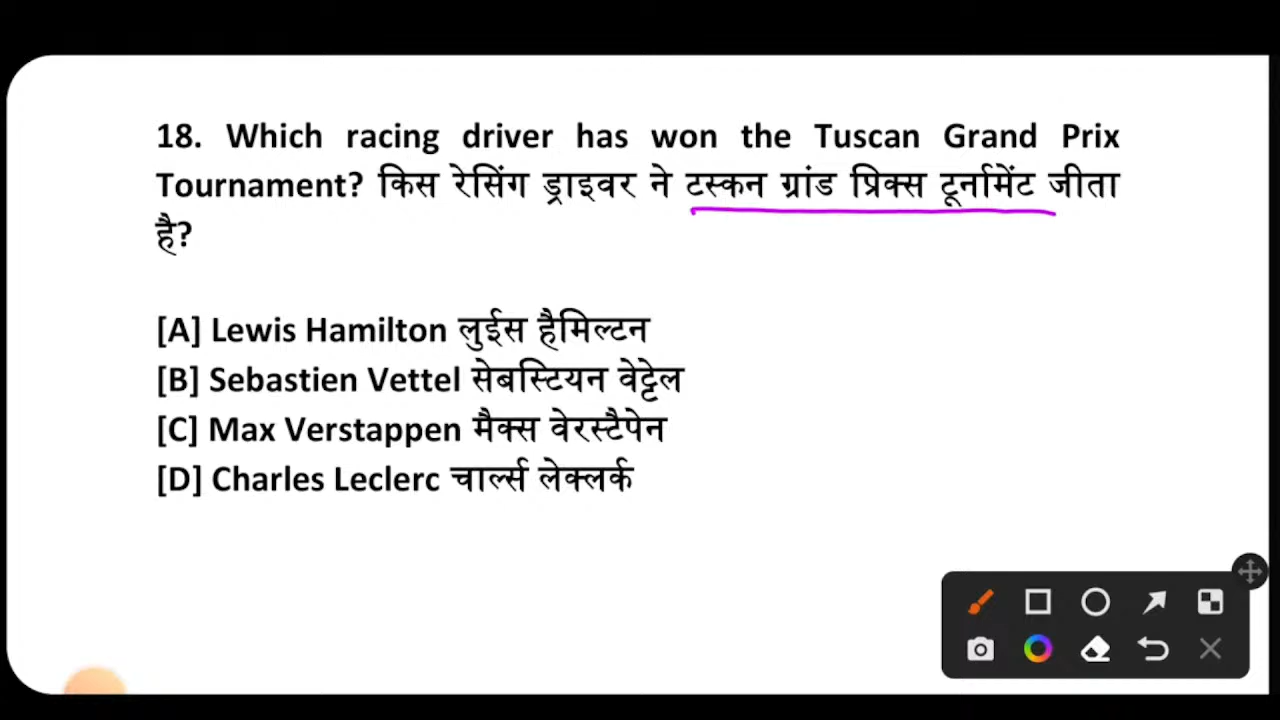 18. Which racing driver has won the Tuscan Grand Prix
Tournament? किस रेसिंग ड्राइवर ने टस्कन ग्रांड प्रिक्स टूर्नामेंट जीता
है?
[A] Lewis Hamilton लुईस हैमिल्टन
[B] Sebastien Vettel सेबस्टियन वेट्टेल
[C] Max Verstappen मैक्स वेरस्टैपेन
[D] Charles Leclerc चार्ल्स लेक्लर्क